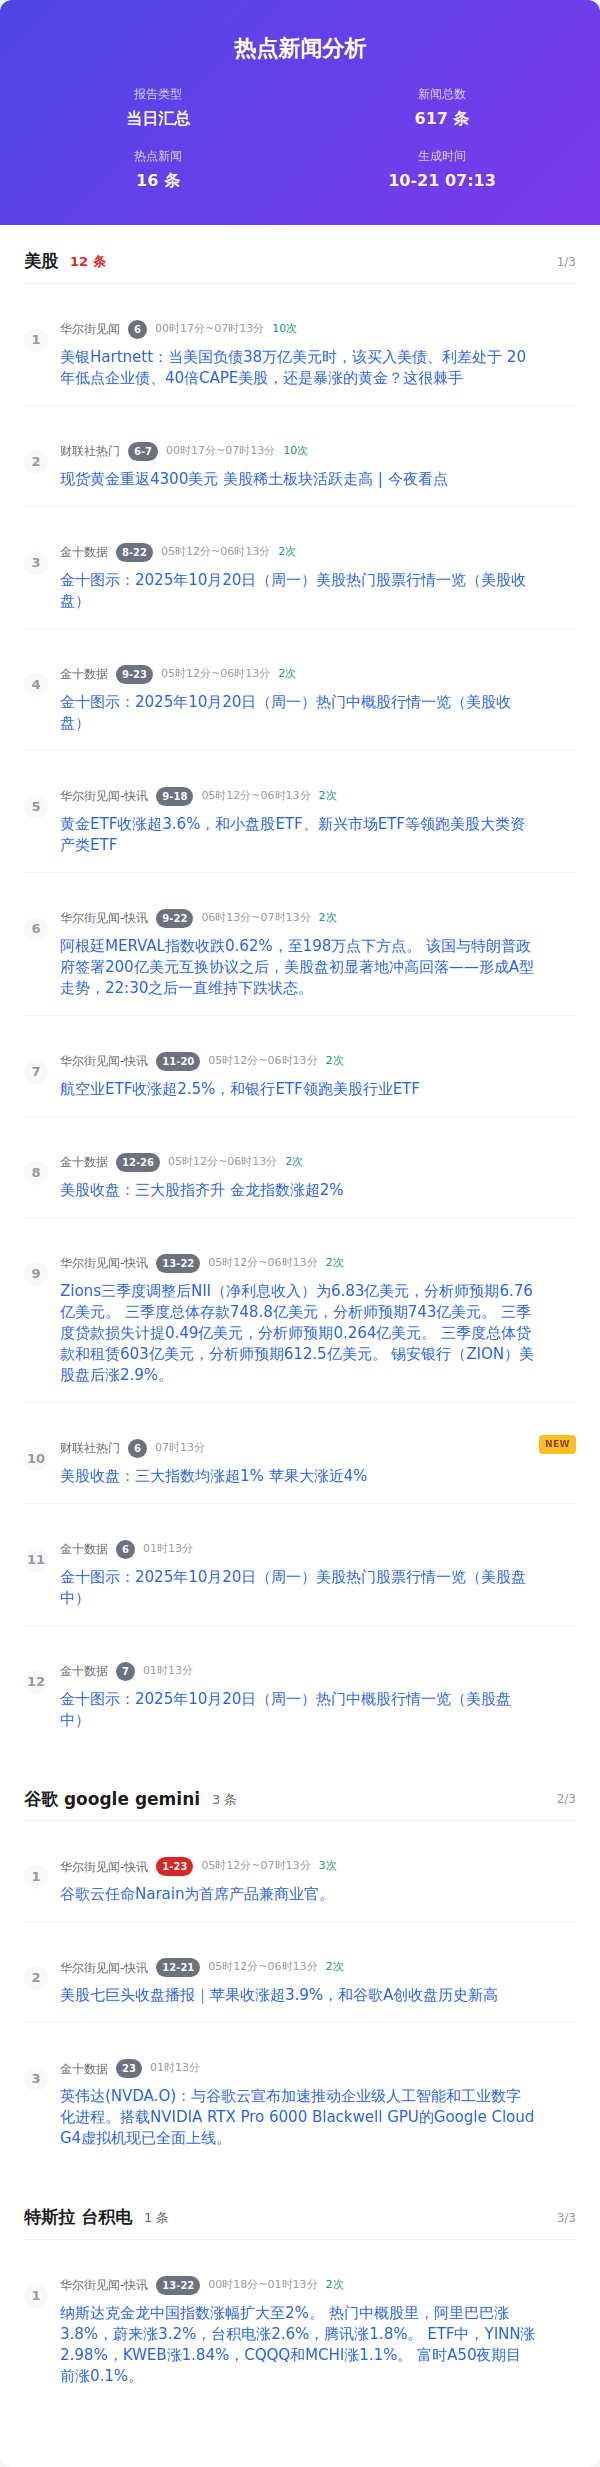 热点新闻分析
报告类型
当日汇总
新闻总数
617 条
热点新闻
16 条
生成时间
10-21 07:13
美股 12 条 1/3
1
华尔街见闻 6 00时17分~07时13分 10次
美银Hartnett：当美国负债38万亿美元时，该买入美债、利差处于 20
年低点企业债、40倍CAPE美股，还是暴涨的黄金？这很棘手
2
财联社热门 6-7 00时17分~07时13分 10次
现货黄金重返4300美元 美股稀土板块活跃走高 | 今夜看点
3
金十数据 8-22 05时12分~06时13分 2次
金十图示：2025年10月20日（周一）美股热门股票行情一览（美股收
盘）
4
金十数据 9-23 05时12分~06时13分 2次
金十图示：2025年10月20日（周一）热门中概股行情一览（美股收
盘）
5
华尔街见闻-快讯 9-18 05时12分~06时13分 2次
黄金ETF收涨超3.6%，和小盘股ETF、新兴市场ETF等领跑美股大类资
产类ETF
6
华尔街见闻-快讯 9-22 06时13分~07时13分 2次
阿根廷MERVAL指数收跌0.62%，至198万点下方点。 该国与特朗普政
府签署200亿美元互换协议之后，美股盘初显著地冲高回落——形成A型
走势，22:30之后一直维持下跌状态。
7
华尔街见闻-快讯 11-20 05时12分~06时13分 2次
航空业ETF收涨超2.5%，和银行ETF领跑美股行业ETF
8
金十数据 12-26 05时12分~06时13分 2次
美股收盘：三大股指齐升 金龙指数涨超2%
9
华尔街见闻-快讯 13-22 05时12分~06时13分 2次
Zions三季度调整后NII（净利息收入）为6.83亿美元，分析师预期6.76
亿美元。 三季度总体存款748.8亿美元，分析师预期743亿美元。 三季
度贷款损失计提0.49亿美元，分析师预期0.264亿美元。 三季度总体贷
款和租赁603亿美元，分析师预期612.5亿美元。 锡安银行（ZION）美
股盘后涨2.9%。
10
财联社热门 6 07时13分 NEW
美股收盘：三大指数均涨超1% 苹果大涨近4%
11
金十数据 6 01时13分
金十图示：2025年10月20日（周一）美股热门股票行情一览（美股盘
中）
12
金十数据 7 01时13分
金十图示：2025年10月20日（周一）热门中概股行情一览（美股盘
中）
谷歌 google gemini 3 条 2/3
1
华尔街见闻-快讯 1-23 05时12分~07时13分 3次
谷歌云任命Narain为首席产品兼商业官。
2
华尔街见闻-快讯 12-21 05时12分~06时13分 2次
美股七巨头收盘播报｜苹果收涨超3.9%，和谷歌A创收盘历史新高
3
金十数据 23 01时13分
英伟达(NVDA.O)：与谷歌云宣布加速推动企业级人工智能和工业数字
化进程。搭载NVIDIA RTX Pro 6000 Blackwell GPU的Google Cloud
G4虚拟机现已全面上线。
特斯拉 台积电 1 条 3/3
1
华尔街见闻-快讯 13-22 00时18分~01时13分 2次
纳斯达克金龙中国指数涨幅扩大至2%。 热门中概股里，阿里巴巴涨
3.8%，蔚来涨3.2%，台积电涨2.6%，腾讯涨1.8%。 ETF中，YINN涨
2.98%，KWEB涨1.84%，CQQQ和MCHI涨1.1%。 富时A50夜期目
前涨0.1%。